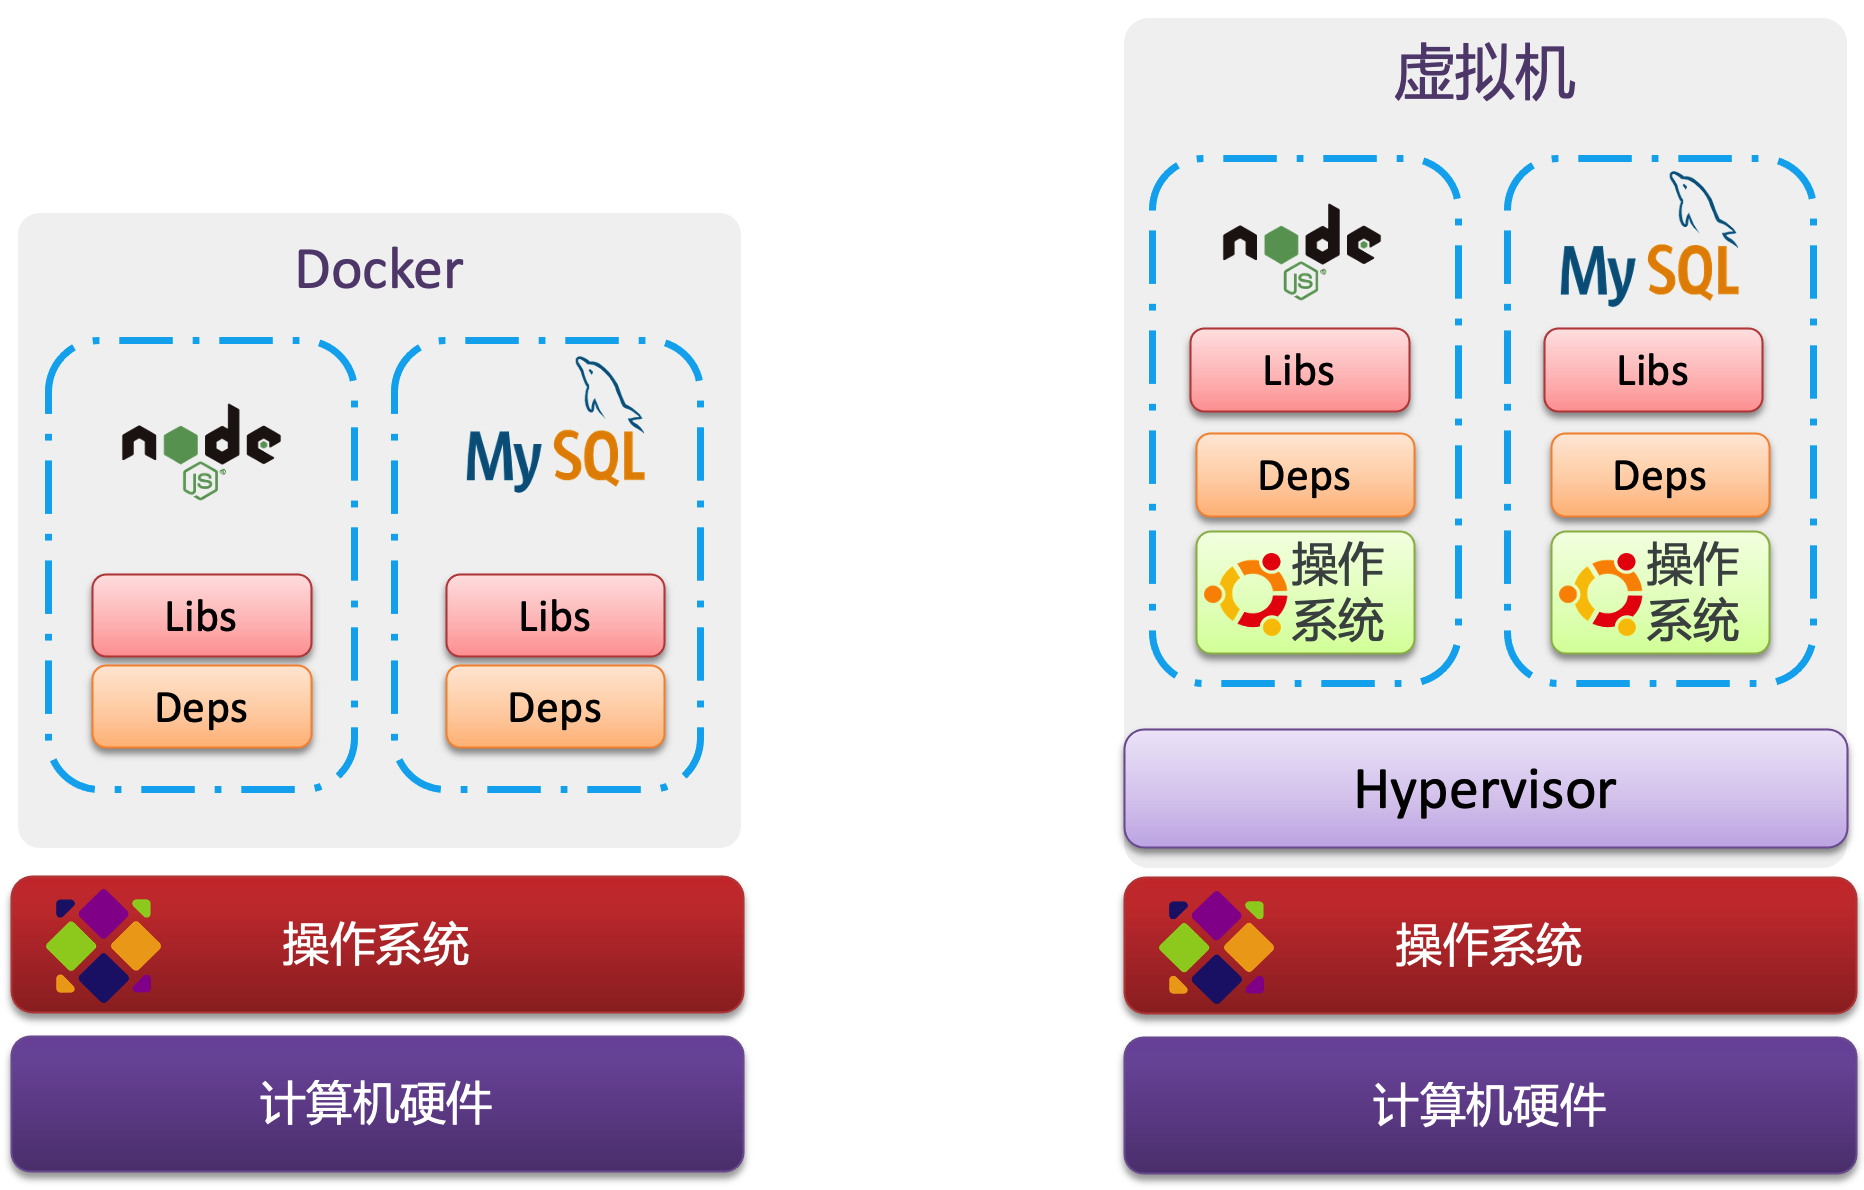 Docker
node
JS
MySQL
Libs
Libs
Deps
Deps
操作系统
计算机硬件
虚拟机
node
JS
MySQL
Libs
Libs
Deps
Deps
操作
系统
操作
系统
Hypervisor
操作系统
计算机硬件